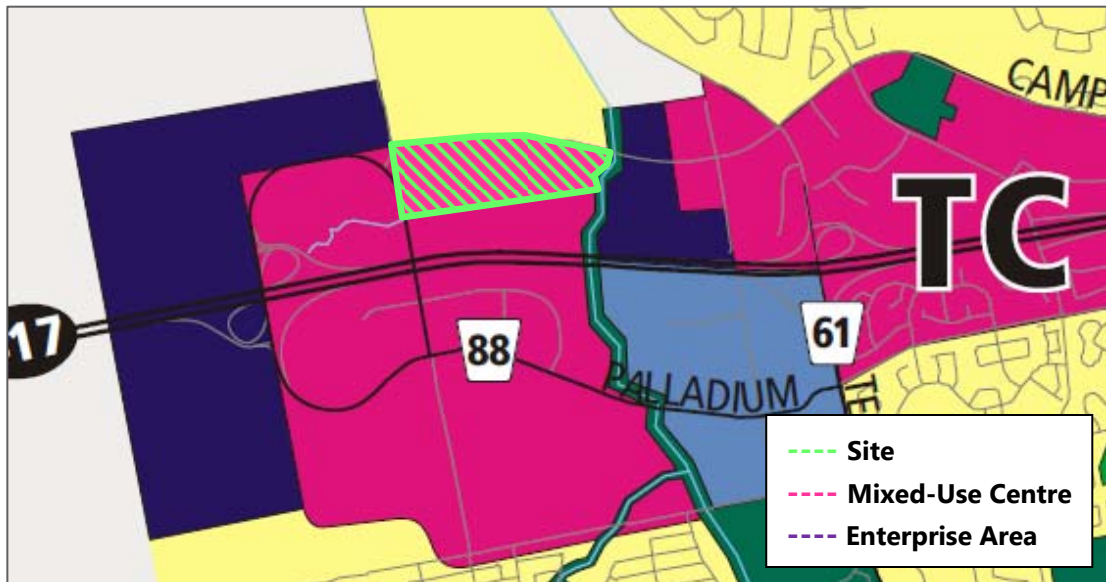 CAMP
TC
17
88
61
PALLADIUM
TE
Site
Mixed-Use Centre
Enterprise Area